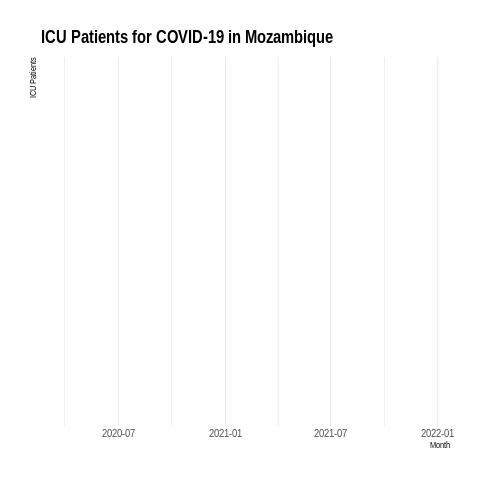 ICU Patients for COVID-19 in Mozambique
ICU Patients
2020-07
2021-01
2021-07
2022-01
Month